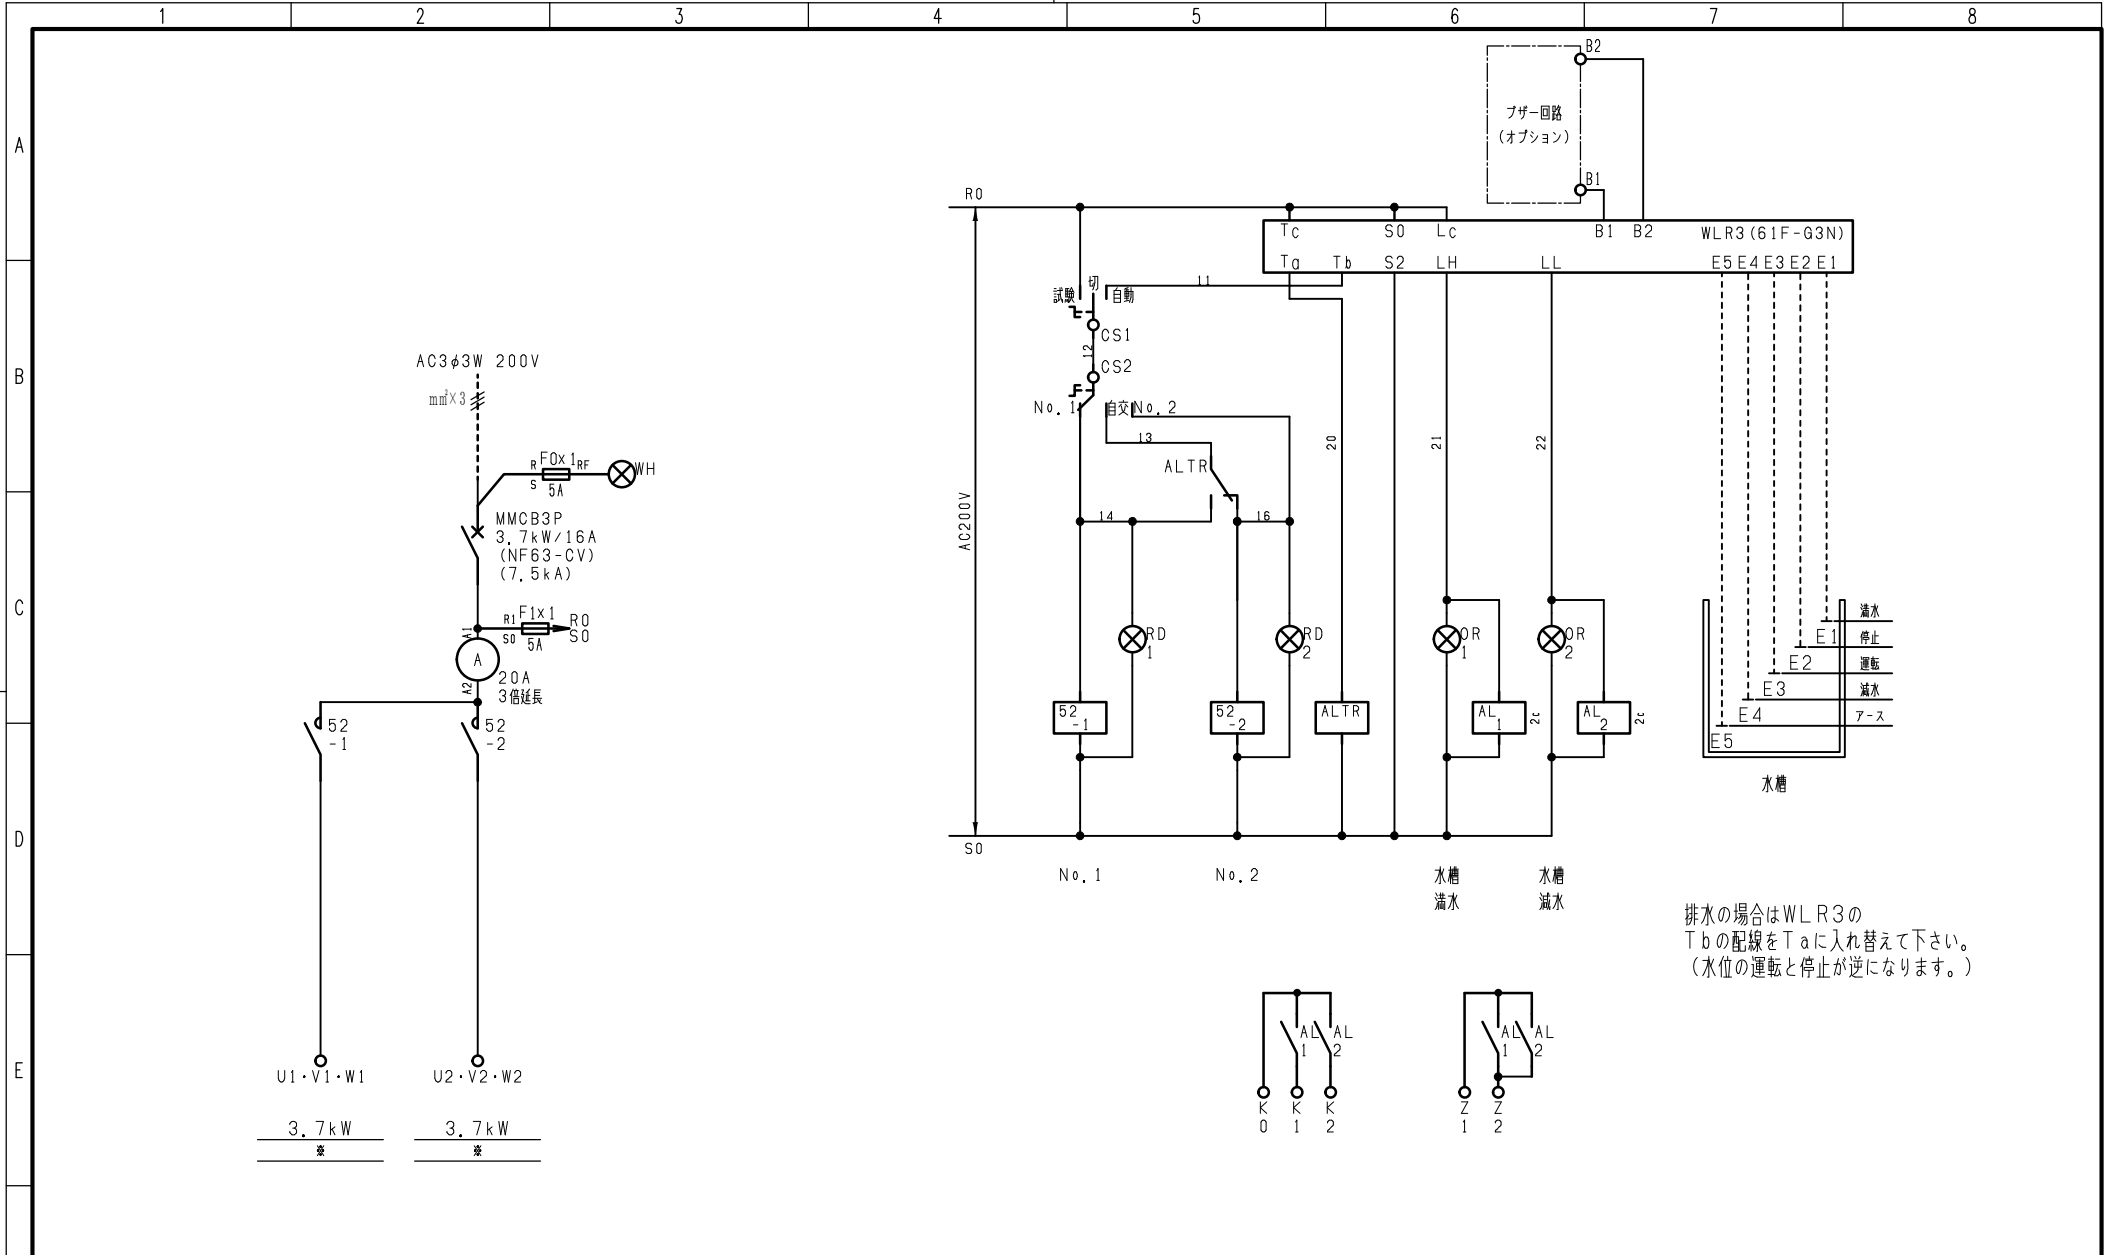 1 2 3 4 5 6 7 8
A
B
C
D
E
AC3φ3W 200V
mm²×3
F0x1
R
RF
S
5A
WH
MMCB3P
3.7kW/16A
(NF63-CV)
(7.5kA)
F1x1
R1
S0
5A
R0
S0
A1
A
A2
20A
3倍延長
52
-1
52
-2
U1・V1・W1
U2・V2・W2
3.7kW
※
3.7kW
※
B2
ブザー回路
(オプション)
B1
R0
AC200V
S0
Tc S0 Lc B1 B2 WLR3(61F-G3N)
Ta Tb S2 LH LL E5 E4 E3 E2 E1
11
試験
切
自動
CS1
12
CS2
No.1
自交
No.2
13
ALTR
14
16
20
21
22
RD
1
RD
2
OR
1
OR
2
52
-1
52
-2
ALTR
AL
1
2c
AL
2
2c
No.1
No.2
水槽
満水
水槽
減水
満水
E1
停止
E2
運転
E3
減水
E4
アース
E5
水槽
排水の場合はWLR3の
Tbの配線をTaに入れ替えて下さい。
(水位の運転と停止が逆になります。)
AL
1
AL
2
K
0
K
1
K
2
AL
1
AL
2
Z
1
Z
2